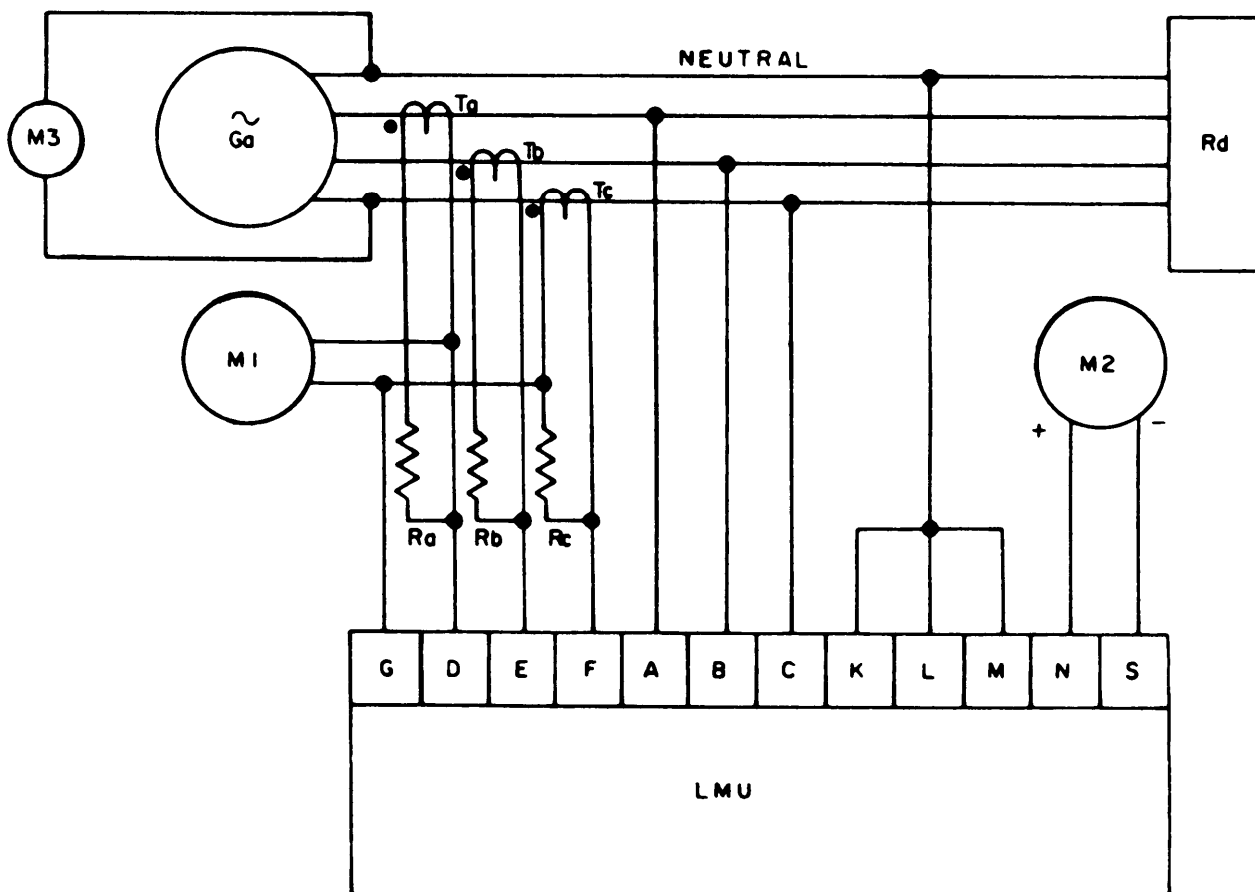 NEUTRAL
Ta
M3
~
Ga
Tb
Rd
Tc
M1
M2
+ -
Ra Rb Rc
G D E F A B C K L M N S
LMU